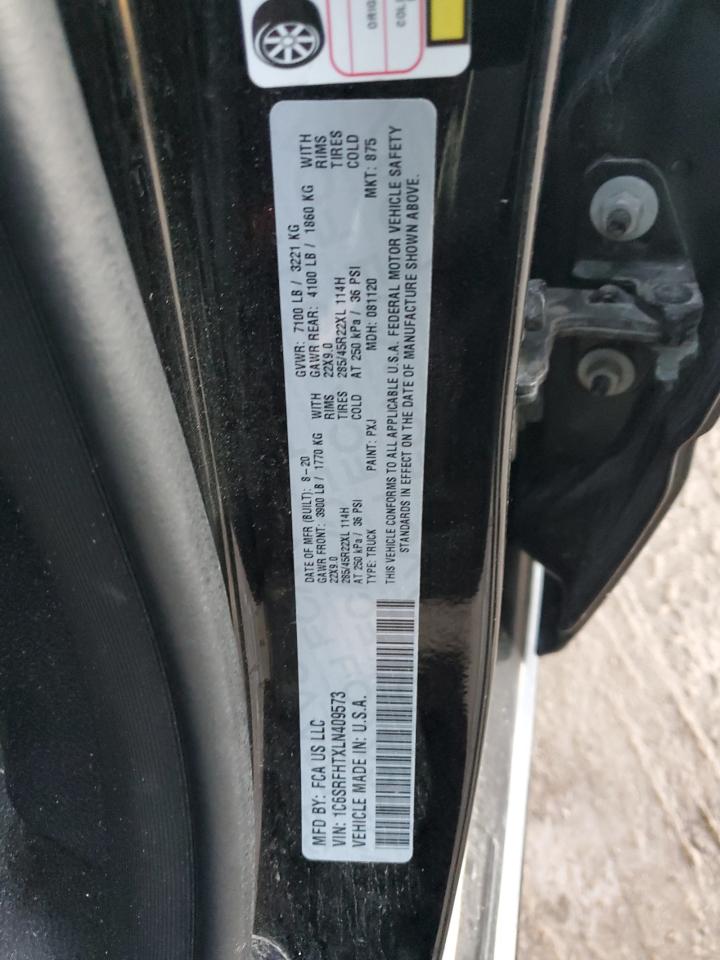 MFD BY: FCA US LLC
DATE OF MFR (BUILT): 8-20
GVWR: 7100 LB / 3221 KG
GAWR FRONT: 3900 LB / 1770 KG WITH
GAWR REAR: 4100 LB / 1860 KG WITH
22X9.0 RIMS
22X9.0 RIMS
285/45R22XL 114H TIRES
285/45R22XL 114H TIRES
AT 250 kPa / 36 PSI COLD
AT 250 kPa / 36 PSI COLD
VIN: 1C6SRFHTXLN409573
TYPE: TRUCK PAINT: PXJ MDH: 081120 MKT: 875
VEHICLE MADE IN: U.S.A.
THIS VEHICLE CONFORMS TO ALL APPLICABLE U.S.A. FEDERAL MOTOR VEHICLE SAFETY
STANDARDS IN EFFECT ON THE DATE OF MANUFACTURE SHOWN ABOVE.